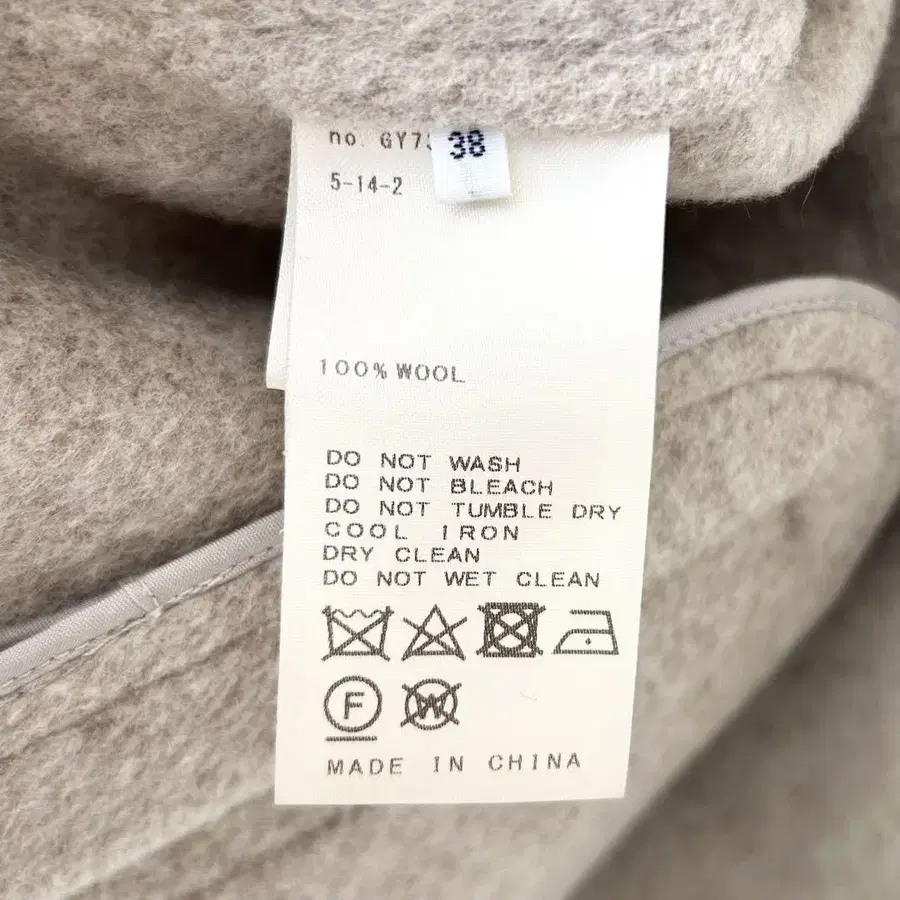 no. GY7
38
5-14-2
100% WOOL
DO NOT WASH
DO NOT BLEACH
DO NOT TUMBLE DRY
COOL IRON
DRY CLEAN
DO NOT WET CLEAN
F W
MADE IN CHINA